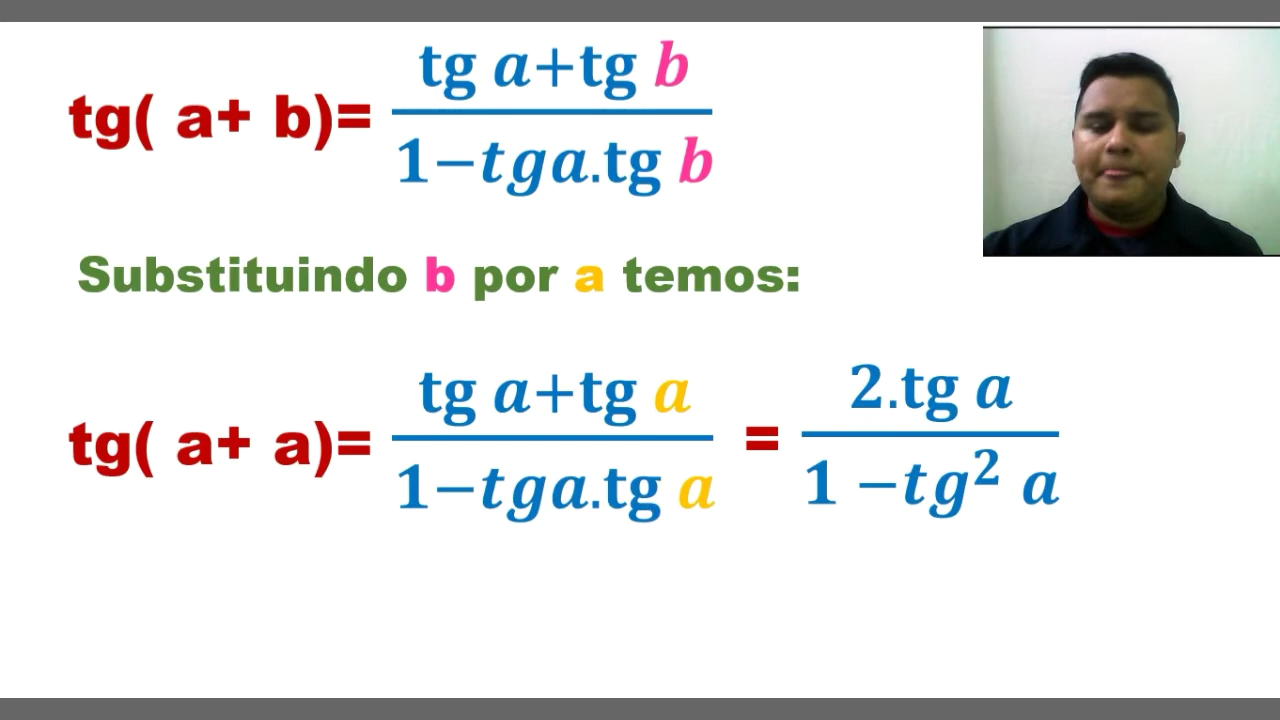 tg( a+ b)= tg a+tg b / 1−tga.tg b
Substituindo b por a temos:
tg( a+ a)= tg a+tg a / 1−tga.tg a = 2.tg a / 1 −tg² a